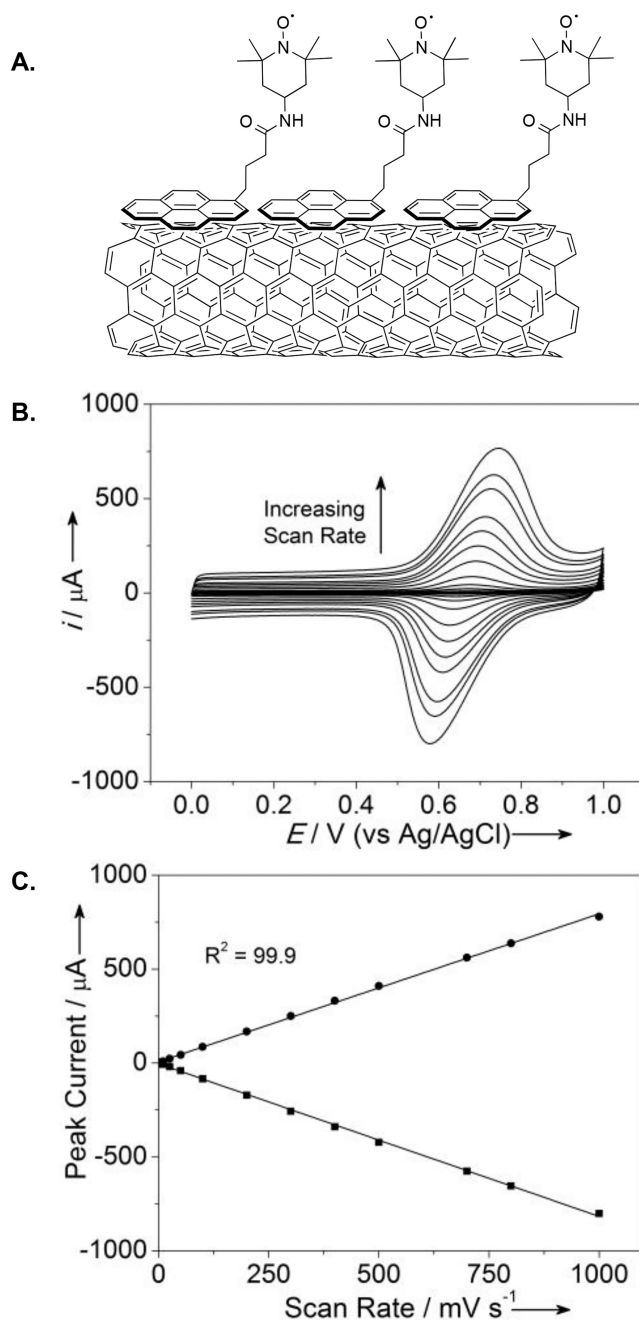 A.
O• O• O•
N N N
O NH O NH O NH
B.
1000
500
0
-500
-1000
i / μA
Increasing
Scan Rate
0.0 0.2 0.4 0.6 0.8 1.0
E / V (vs Ag/AgCl)
C.
1000
500
0
-500
-1000
Peak Current / μA
R² = 99.9
0 250 500 750 1000
Scan Rate / mV s⁻¹